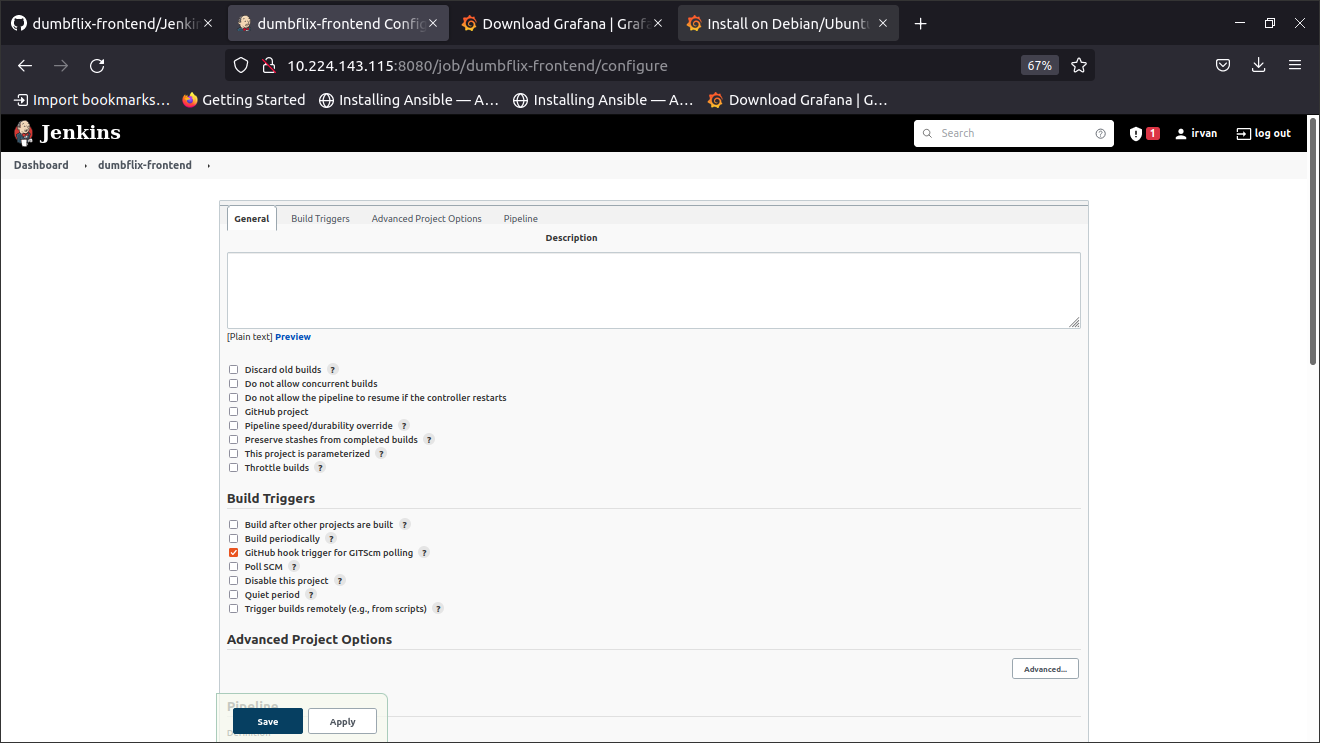 dumbflix-frontend/Jenki
dumbflix-frontend Config
Download Grafana | Graf
Install on Debian/Ubunt
10.224.143.115:8080/job/dumbflix-frontend/configure
67%
Import bookmarks…
Getting Started
Installing Ansible — A…
Installing Ansible — A…
Download Grafana | G…
Jenkins
Search
1
irvan
log out
Dashboard
dumbflix-frontend
General
Build Triggers
Advanced Project Options
Pipeline
Description
[Plain text] Preview
Discard old builds ?
Do not allow concurrent builds
Do not allow the pipeline to resume if the controller restarts
GitHub project
Pipeline speed/durability override ?
Preserve stashes from completed builds ?
This project is parameterized ?
Throttle builds ?
Build Triggers
Build after other projects are built ?
Build periodically ?
GitHub hook trigger for GITScm polling ?
Poll SCM ?
Disable this project ?
Quiet period ?
Trigger builds remotely (e.g., from scripts) ?
Advanced Project Options
Advanced...
Pipeline
Save
Apply
Definition